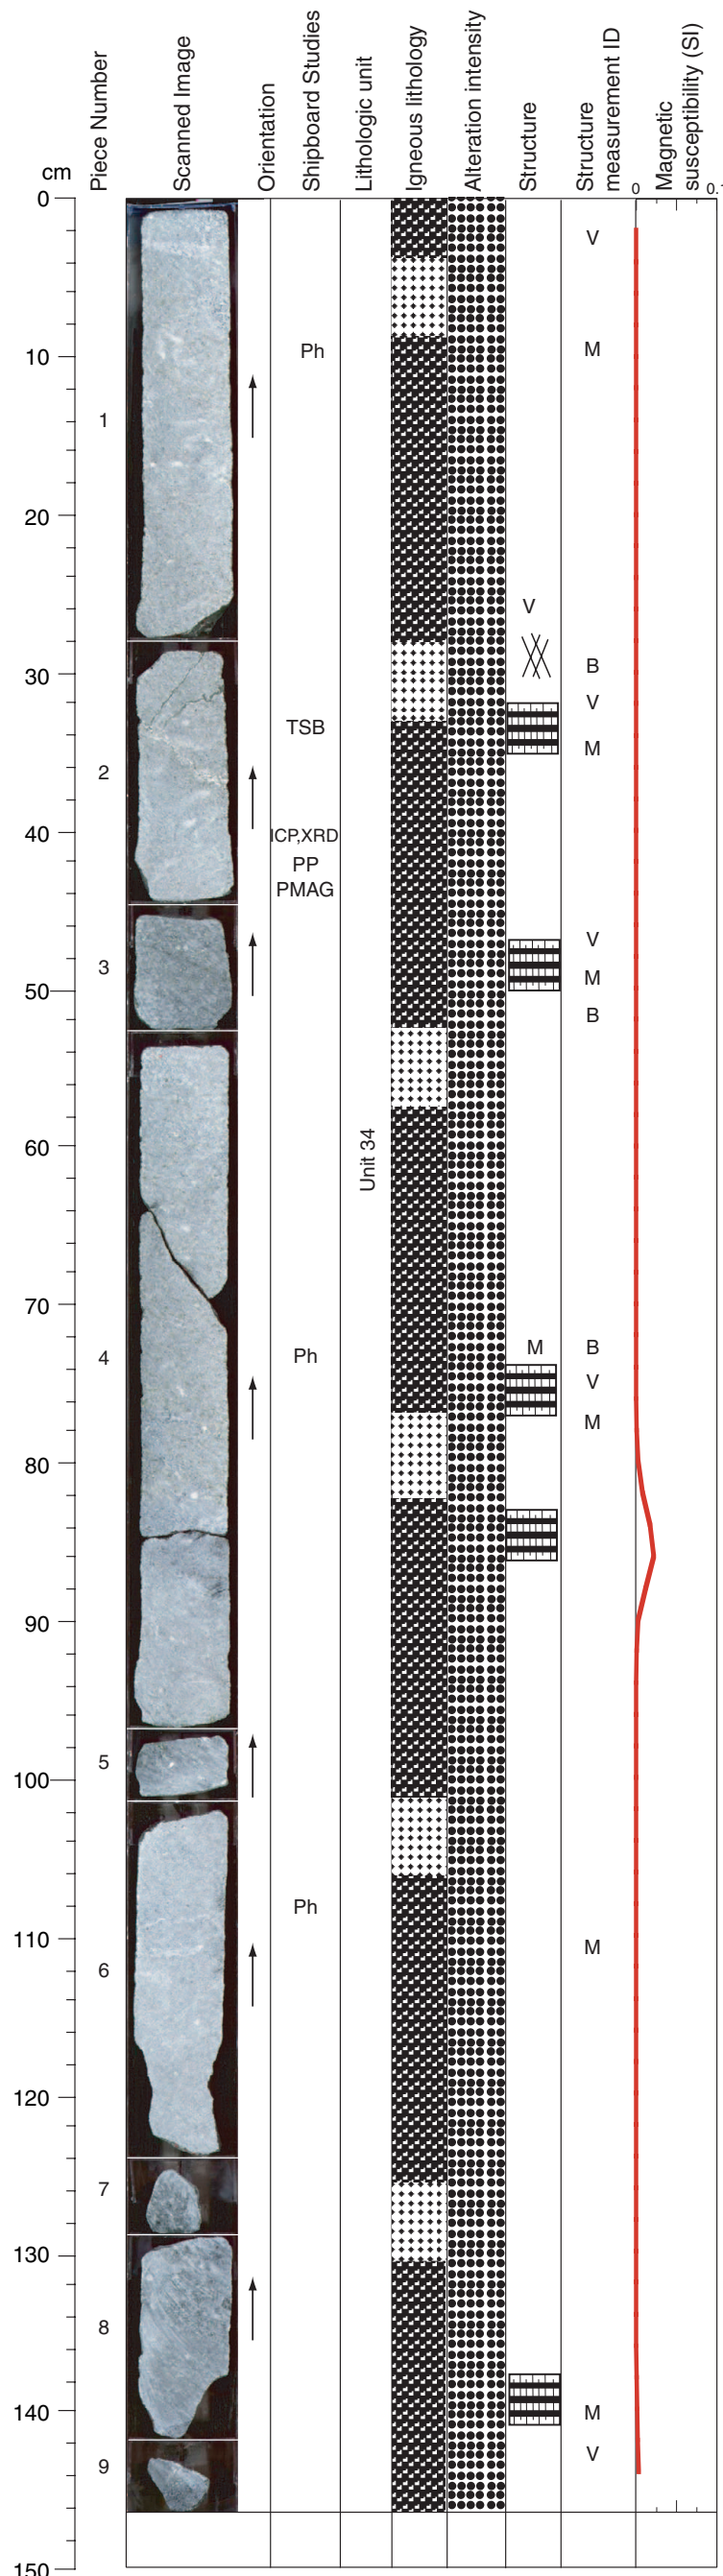 cm
Piece Number
Scanned Image
Orientation
Shipboard Studies
Lithologic unit
Igneous lithology
Alteration intensity
Structure
Structure
measurement ID
Magnetic
susceptibility (SI)
0
0.1
0
V
Ph
M
10
1
20
V
B
30
V
TSB
M
2
40
ICP,XRD
PP
PMAG
V
3
M
50
B
60
Unit 34
70
M
B
4
Ph
V
M
80
90
5
100
Ph
110
M
6
120
7
130
8
140
M
V
9
150